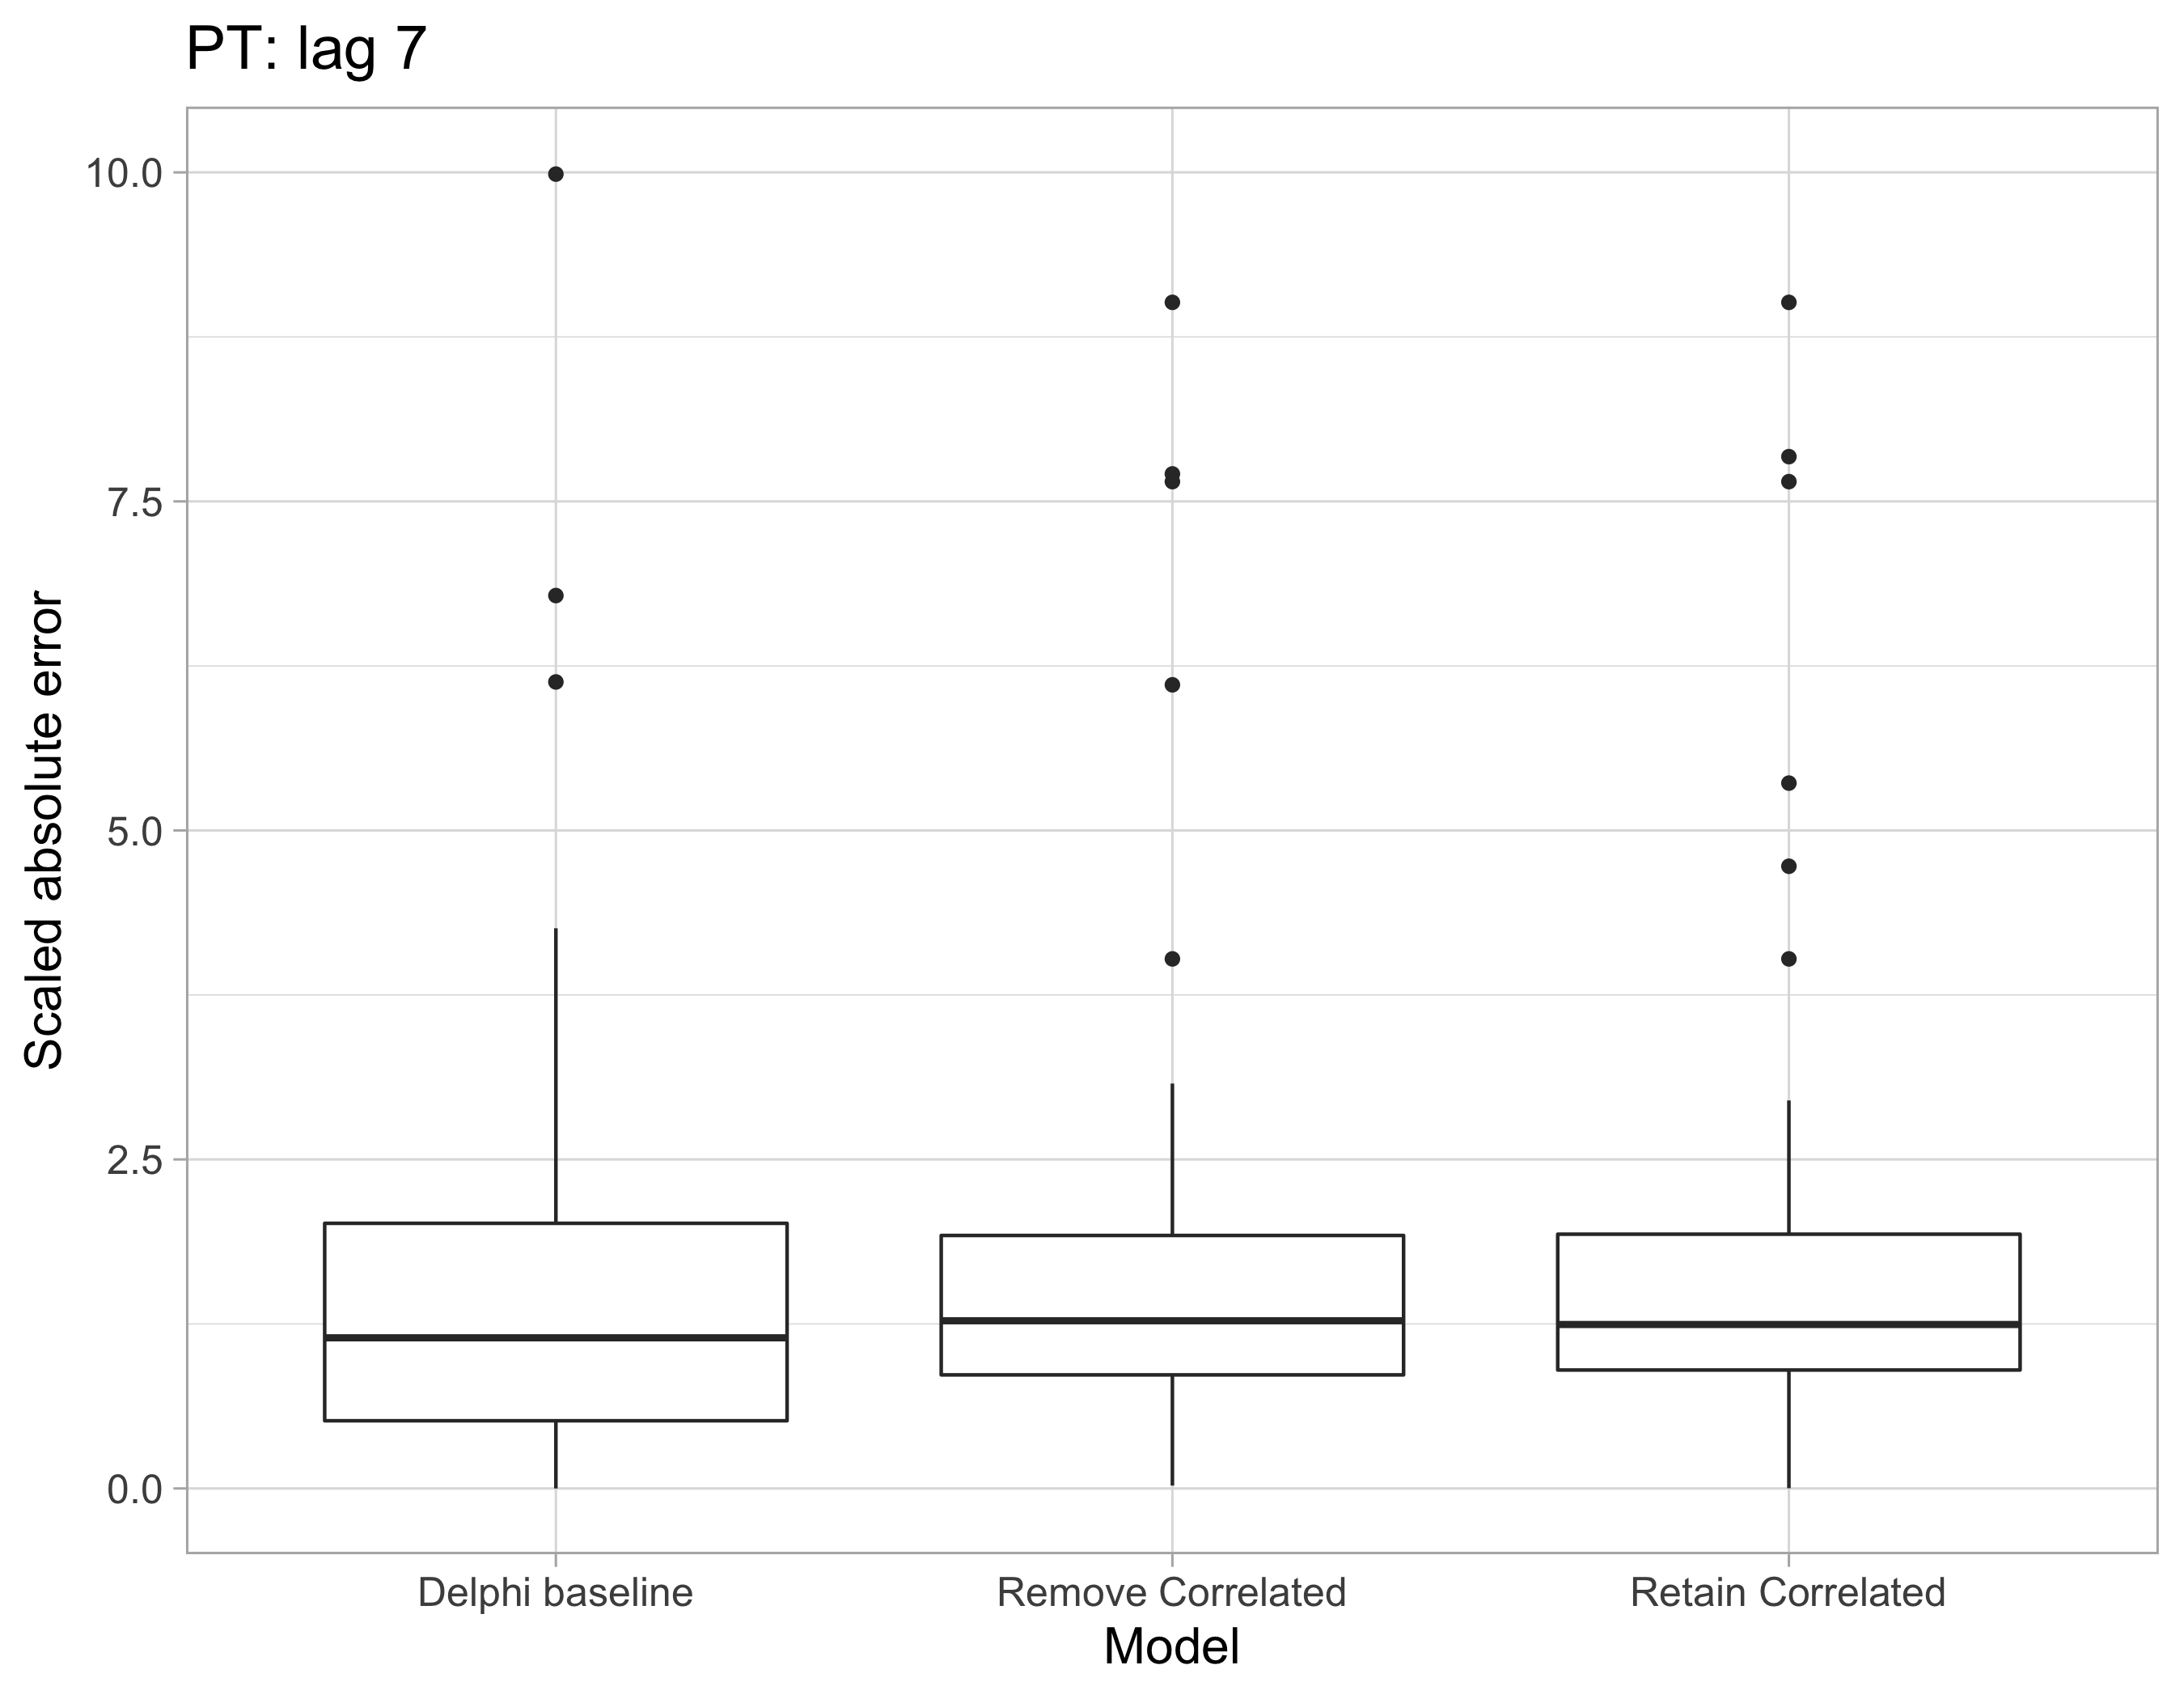 PT: lag 7
10.0
7.5
5.0
2.5
0.0
Scaled absolute error
Delphi baseline
Remove Correlated
Retain Correlated
Model